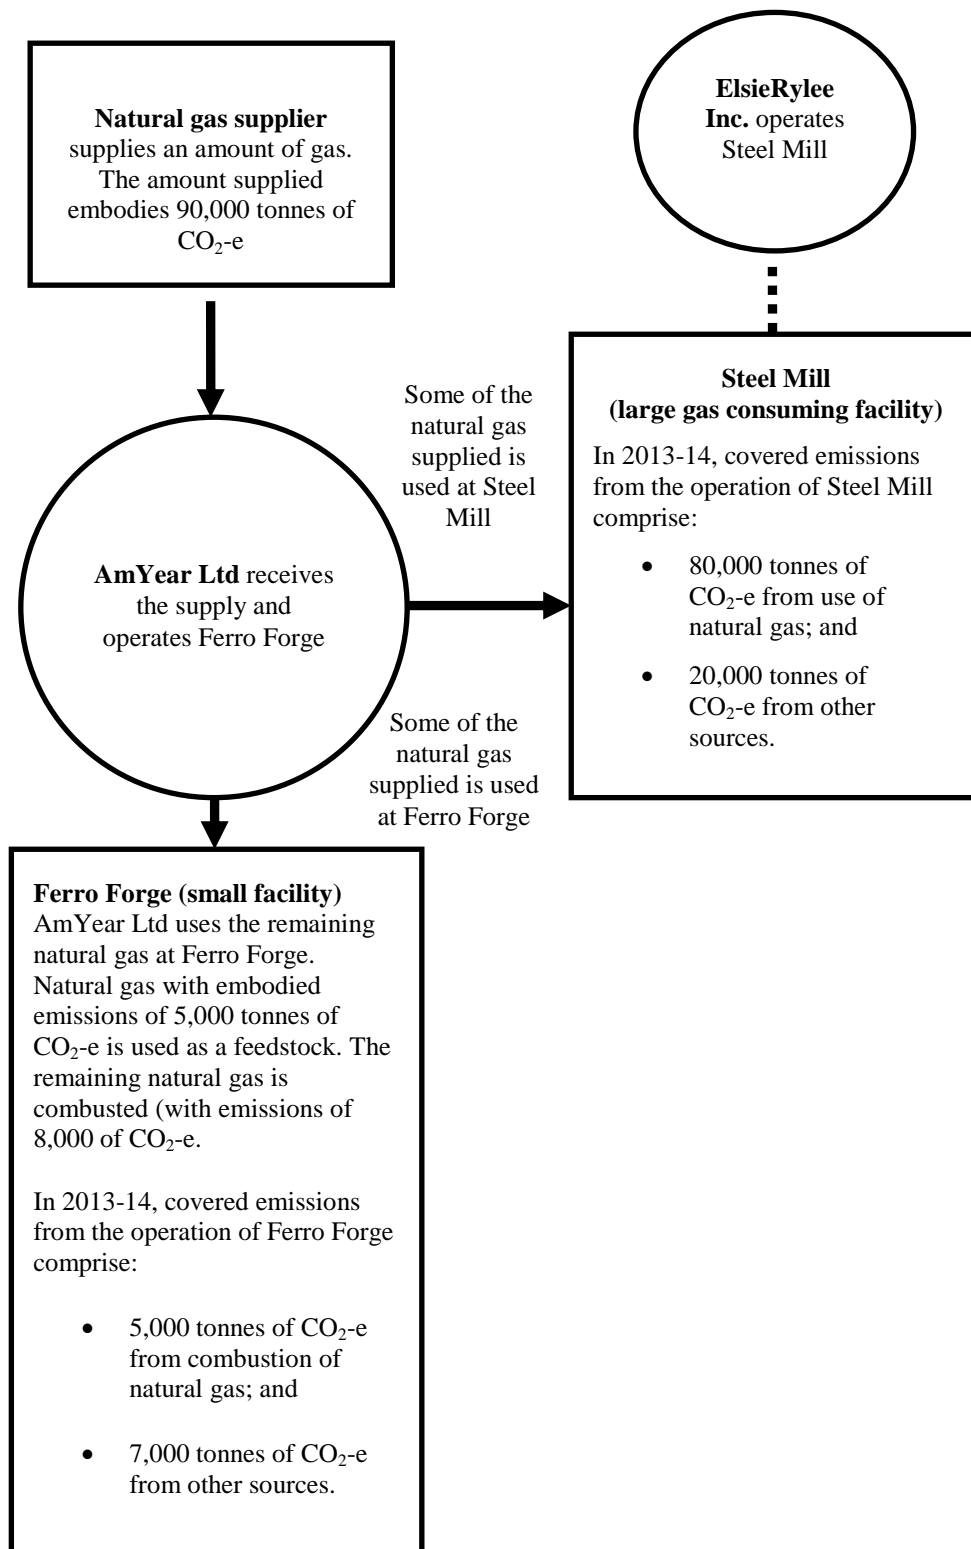 Natural gas supplier
supplies an amount of gas.
The amount supplied
embodies 90,000 tonnes of
CO₂-e
ElsieRylee
Inc. operates
Steel Mill
Some of the
natural gas
supplied is
used at Steel
Mill
Steel Mill
(large gas consuming facility)
In 2013-14, covered emissions
from the operation of Steel Mill
comprise:
• 80,000 tonnes of
CO₂-e from use of
natural gas; and
• 20,000 tonnes of
CO₂-e from other
sources.
AmYear Ltd receives
the supply and
operates Ferro Forge
Some of the
natural gas
supplied is used
at Ferro Forge
Ferro Forge (small facility)
AmYear Ltd uses the remaining
natural gas at Ferro Forge.
Natural gas with embodied
emissions of 5,000 tonnes of
CO₂-e is used as a feedstock. The
remaining natural gas is
combusted (with emissions of
8,000 of CO₂-e.
In 2013-14, covered emissions
from the operation of Ferro Forge
comprise:
• 5,000 tonnes of CO₂-e
from combustion of
natural gas; and
• 7,000 tonnes of CO₂-e
from other sources.